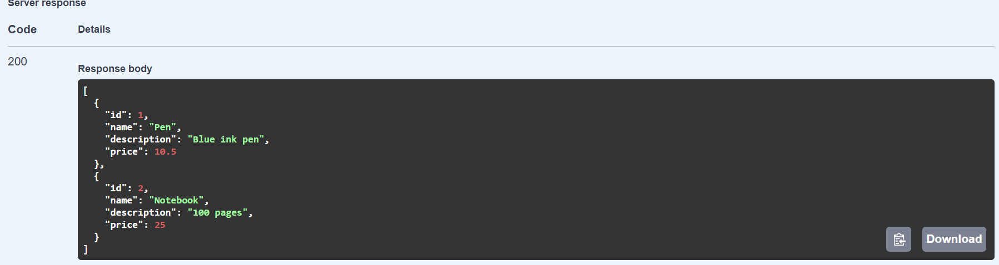 Server response
Code Details
200
Response body
[
  {
    "id": 1,
    "name": "Pen",
    "description": "Blue ink pen",
    "price": 10.5
  },
  {
    "id": 2,
    "name": "Notebook",
    "description": "100 pages",
    "price": 25
  }
]
Download